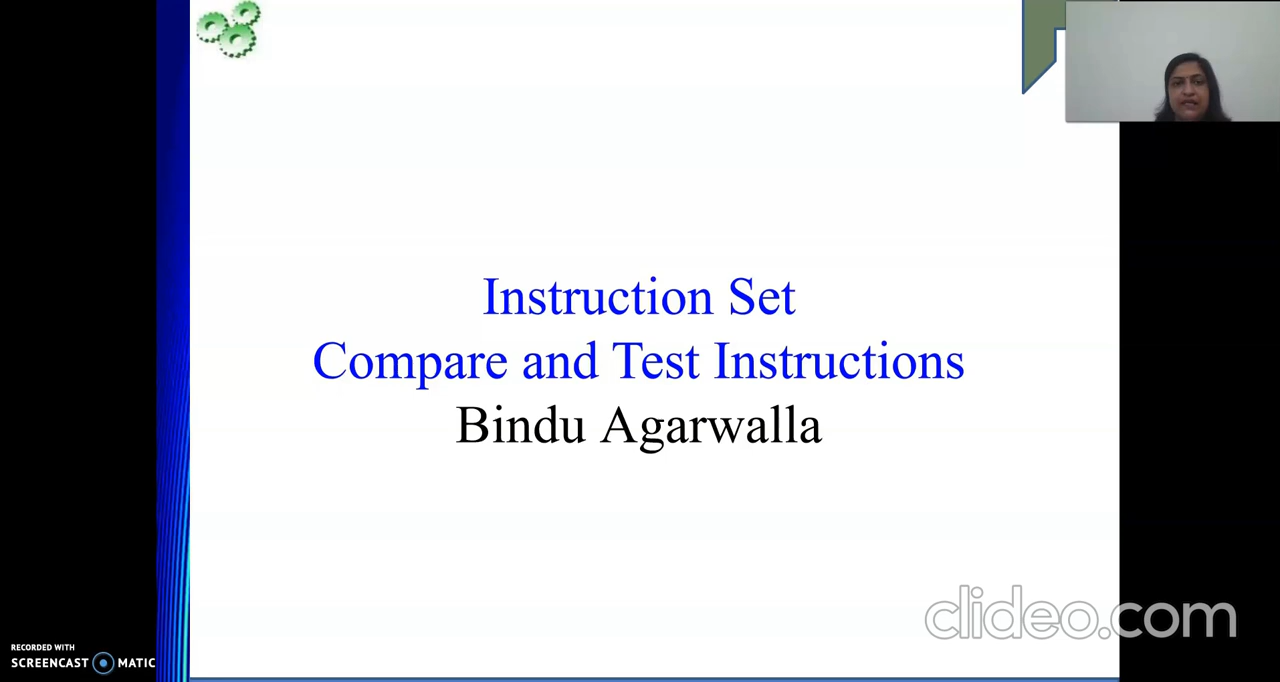 Instruction Set
Compare and Test Instructions
Bindu Agarwalla
clideo.com
RECORDED WITH
SCREENCAST MATIC